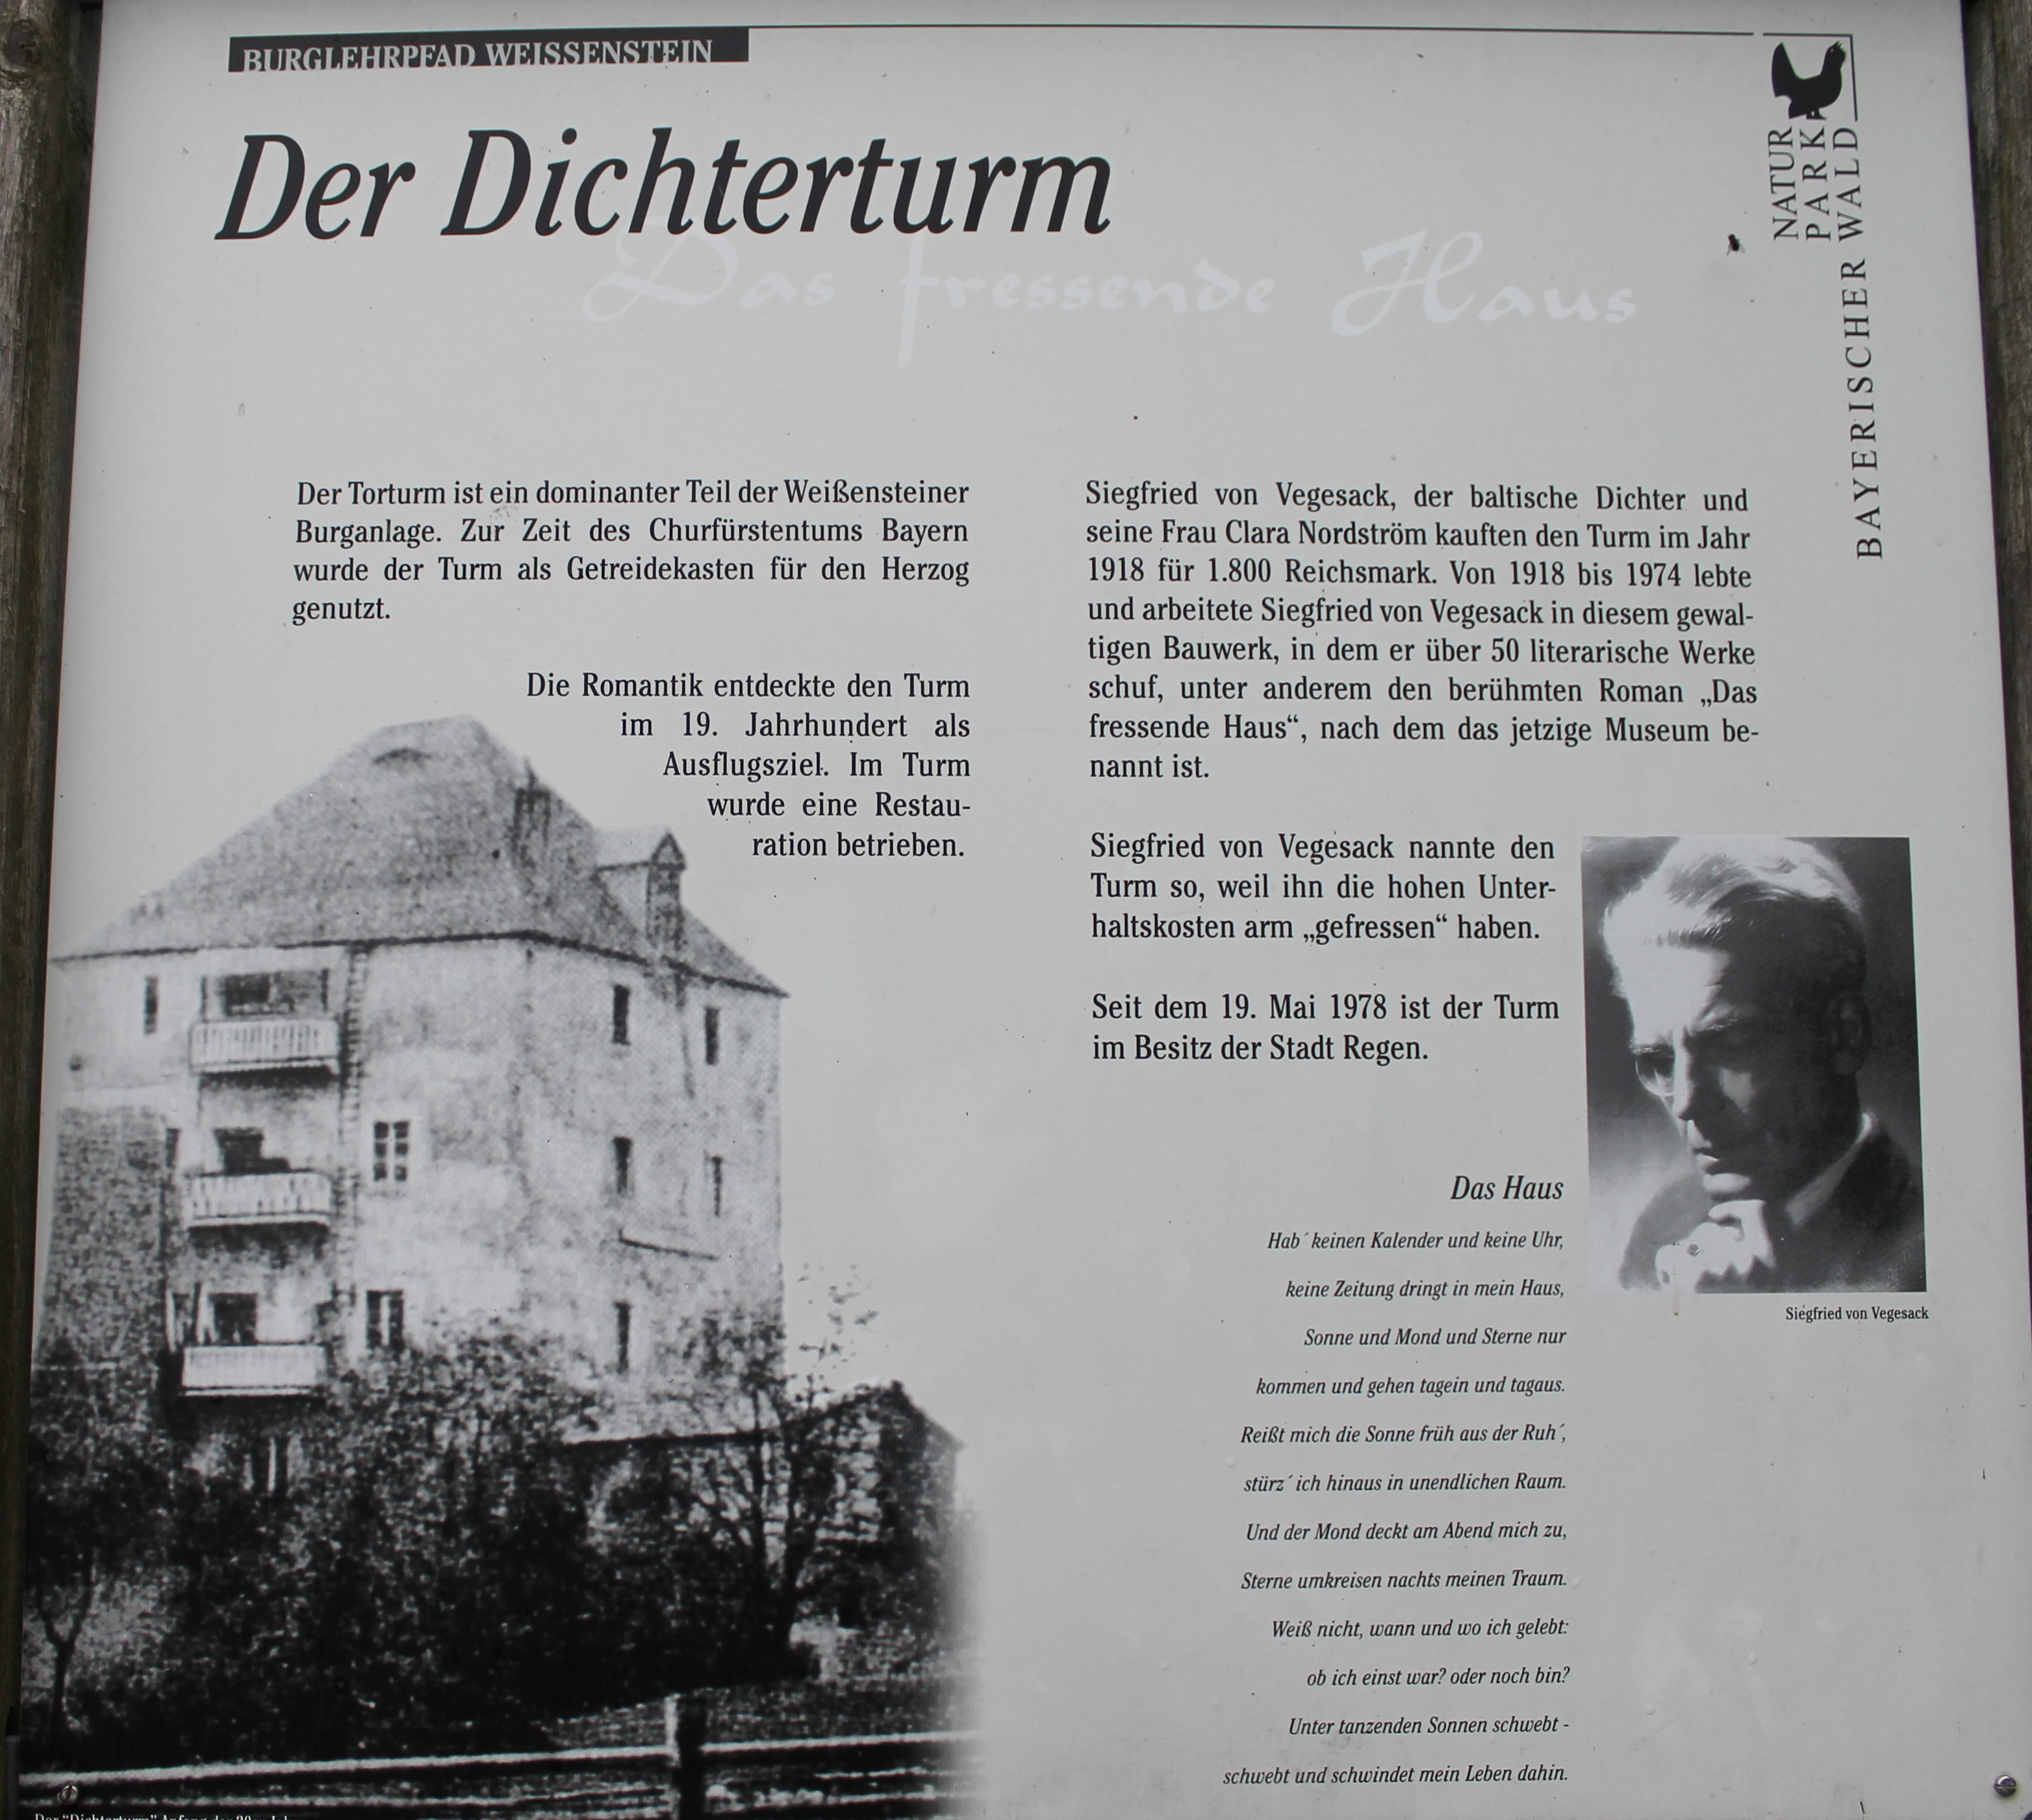 BURGLEHRPFAD WEISSENSTEIN
NATUR
PARK
BAYERISCHER WALD
Der Dichterturm
Das fressende Haus
Der Torturm ist ein dominanter Teil der Weißensteiner
Burganlage. Zur Zeit des Churfürstentums Bayern
wurde der Turm als Getreidekasten für den Herzog
genutzt.
Die Romantik entdeckte den Turm
im 19. Jahrhundert als
Ausflugsziel. Im Turm
wurde eine Restau-
ration betrieben.
Siegfried von Vegesack, der baltische Dichter und
seine Frau Clara Nordström kauften den Turm im Jahr
1918 für 1.800 Reichsmark. Von 1918 bis 1974 lebte
und arbeitete Siegfried von Vegesack in diesem gewal-
tigen Bauwerk, in dem er über 50 literarische Werke
schuf, unter anderem den berühmten Roman „Das
fressende Haus“, nach dem das jetzige Museum be-
nannt ist.
Siegfried von Vegesack nannte den
Turm so, weil ihn die hohen Unter-
haltskosten arm „gefressen“ haben.
Seit dem 19. Mai 1978 ist der Turm
im Besitz der Stadt Regen.
Siegfried von Vegesack
Das Haus
Hab´ keinen Kalender und keine Uhr,
keine Zeitung dringt in mein Haus,
Sonne und Mond und Sterne nur
kommen und gehen tagein und tagaus.
Reißt mich die Sonne früh aus der Ruh´,
stürz´ ich hinaus in unendlichen Raum.
Und der Mond deckt am Abend mich zu,
Sterne umkreisen nachts meinen Traum.
Weiß nicht, wann und wo ich gelebt:
ob ich einst war? oder noch bin?
Unter tanzenden Sonnen schwebt -
schwebt und schwindet mein Leben dahin.
Der "Dichterturm" Anfang der